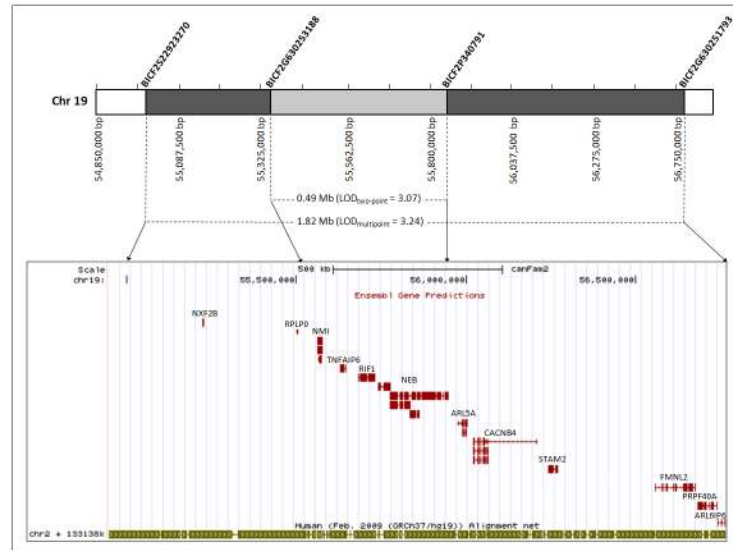 BICF2S22923270
BICF2G630253188
BICF2P340791
BICF2G630251793
Chr 19
54,850,000 bp
55,087,500 bp
55,325,000 bp
55,562,500 bp
55,800,000 bp
56,037,500 bp
56,275,000 bp
56,750,000 bp
0.49 Mb (LODtwo-point = 3.07)
1.82 Mb (LODmultipoint = 3.24)
Scale
500 kb
canFam2
chr19:
55,500,000
56,000,000
56,500,000
Ensembl Gene Predictions
NXF2B
RPLP0
NMI
TNFAIP6
RIF1
NEB
ARL5A
CACNB4
STAM2
FMNL2
PRPF40A
ARL6IP6
Human (Feb. 2009 (GRCh37/hg19)) Alignment net
chr2 + 133138k